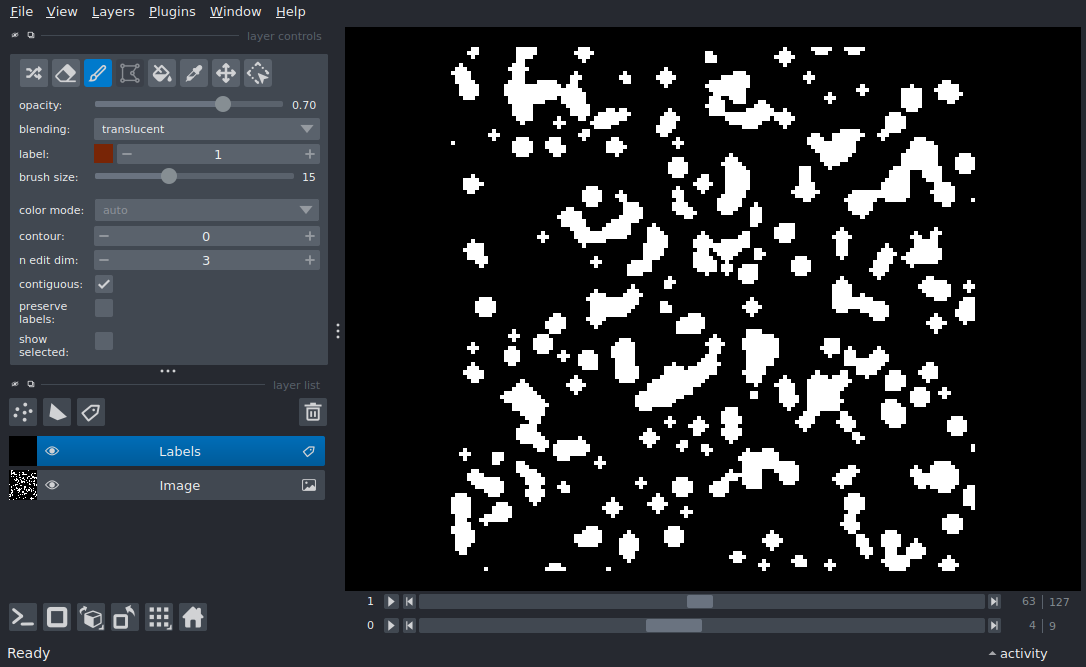 File View Layers Plugins Window Help
layer controls
opacity: 0.70
blending: translucent
label: 1
brush size: 15
color mode: auto
contour: 0
n edit dim: 3
contiguous:
preserve
labels:
show
selected:
layer list
Labels
Image
1 63 127
0 4 9
Ready activity